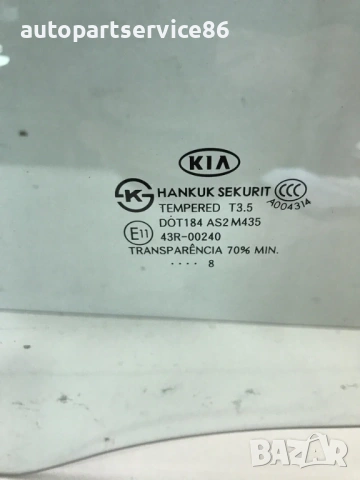 autopartservice86
KIA
K HANKUK SEKURIT CCC
A004314
TEMPERED T3.5
DOT184 AS2 M435
E11 43R-00240
TRANSPARÊNCIA 70% MIN.
.... 8
BAZAR